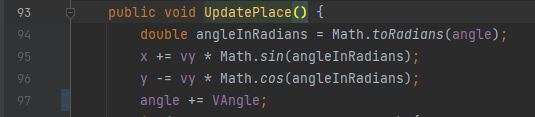 93 public void UpdatePlace() {
94 double angleInRadians = Math.toRadians(angle);
95 x += vy * Math.sin(angleInRadians);
96 y -= vy * Math.cos(angleInRadians);
97 angle += VAngle;